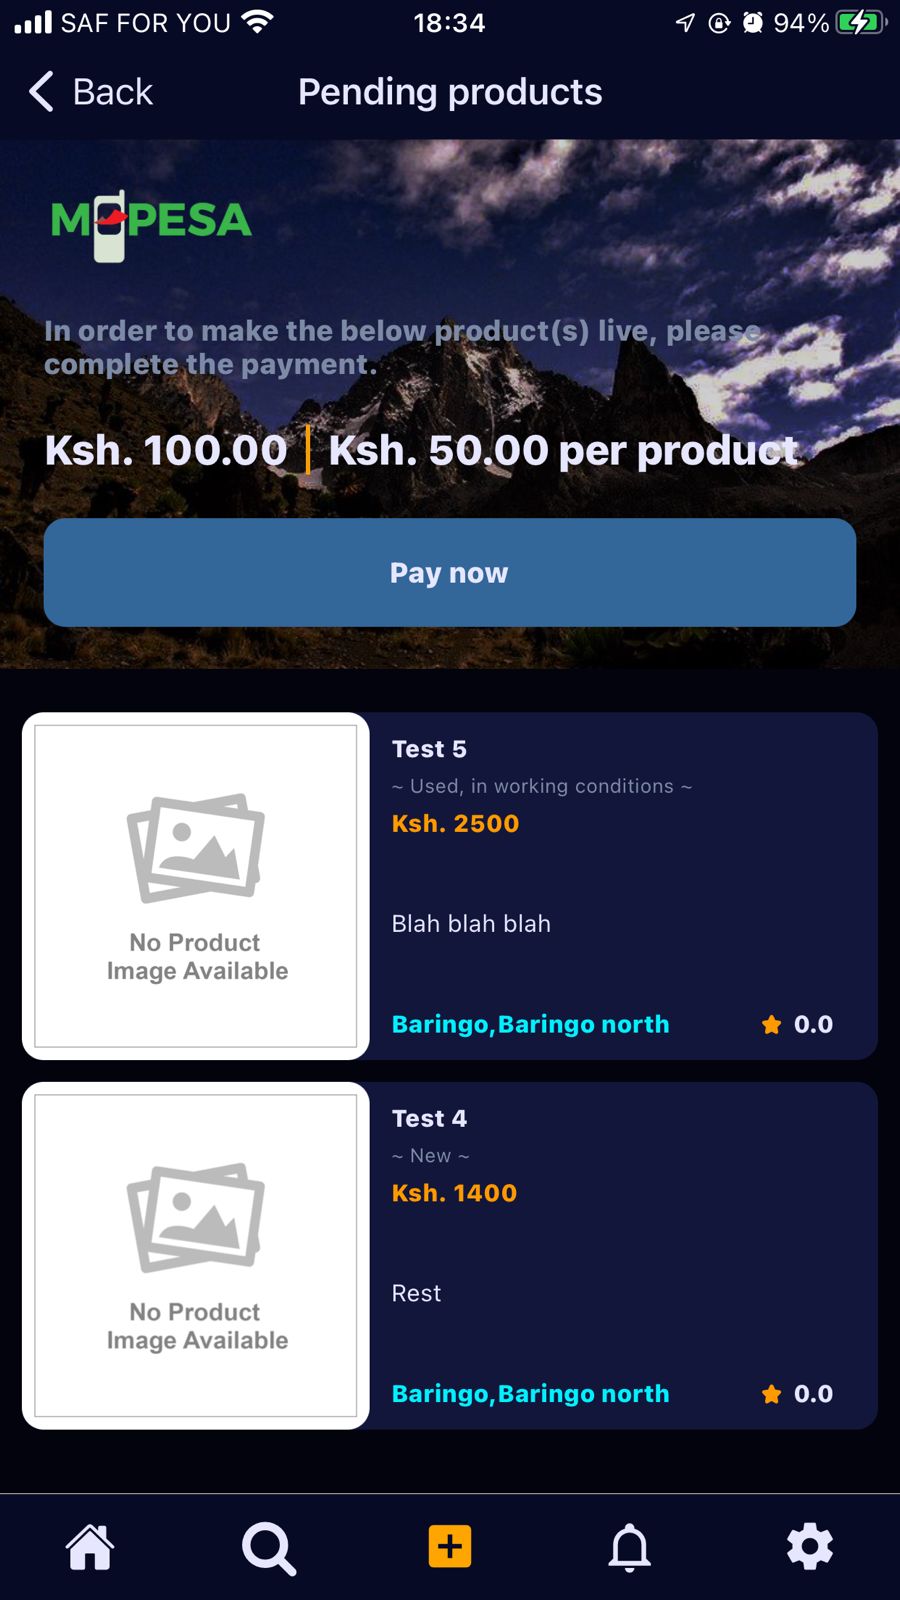 SAF FOR YOU 18:34 94%
Back Pending products
M PESA
In order to make the below product(s) live, please
complete the payment.
Ksh. 100.00 | Ksh. 50.00 per product
Pay now
Test 5
~ Used, in working conditions ~
Ksh. 2500
Blah blah blah
No Product
Image Available
Baringo,Baringo north 0.0
Test 4
~ New ~
Ksh. 1400
Rest
No Product
Image Available
Baringo,Baringo north 0.0